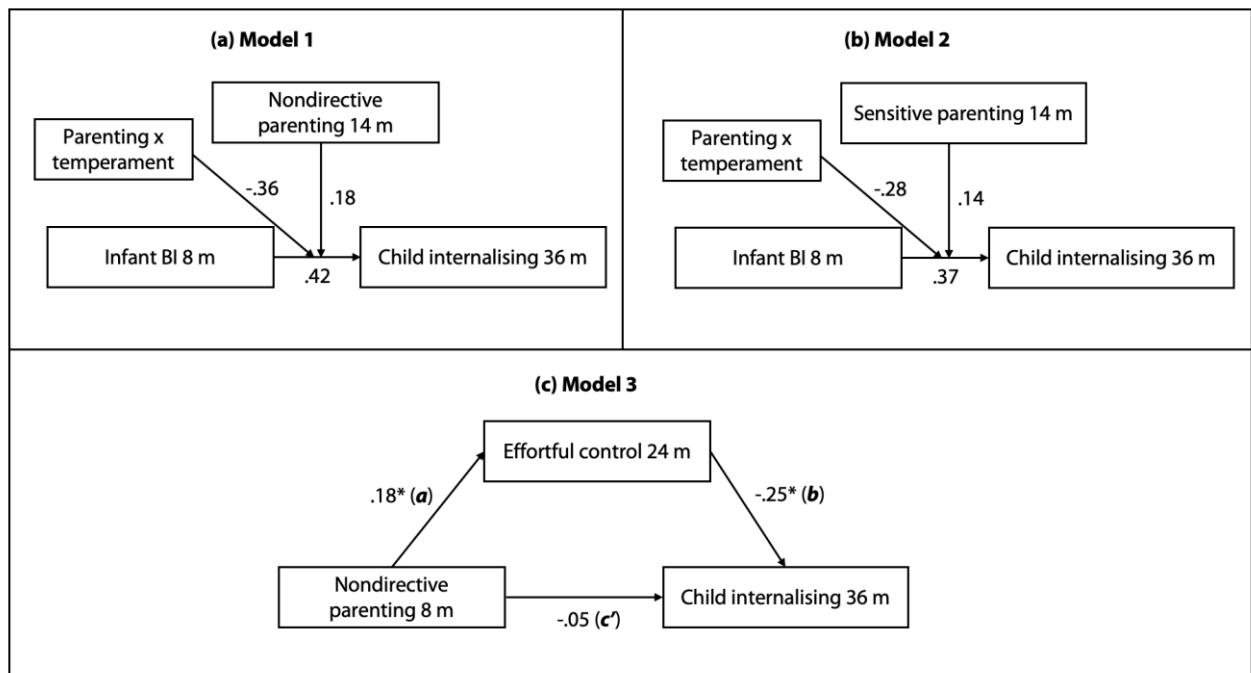 (a) Model 1
Nondirective
parenting 14 m
Parenting x
temperament
-.36
.18
Infant BI 8 m
Child internalising 36 m
.42
(b) Model 2
Sensitive parenting 14 m
Parenting x
temperament
-.28
.14
Infant BI 8 m
Child internalising 36 m
.37
(c) Model 3
Effortful control 24 m
.18* (a)
-.25* (b)
Nondirective
parenting 8 m
Child internalising 36 m
-.05 (c’)